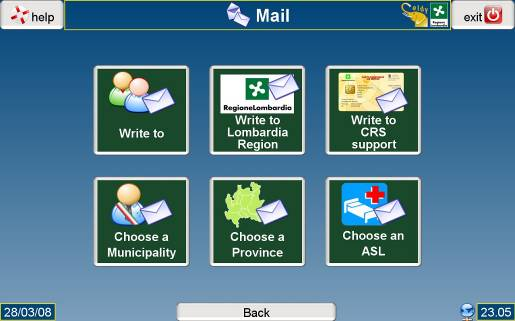 help
Mail
eldy
exit
Write to
RegioneLombardia
Write to
Lombardia
Region
Write to
CRS
support
Choose a
Municipality
Choose a
Province
Choose an
ASL
28/03/08
Back
23.05